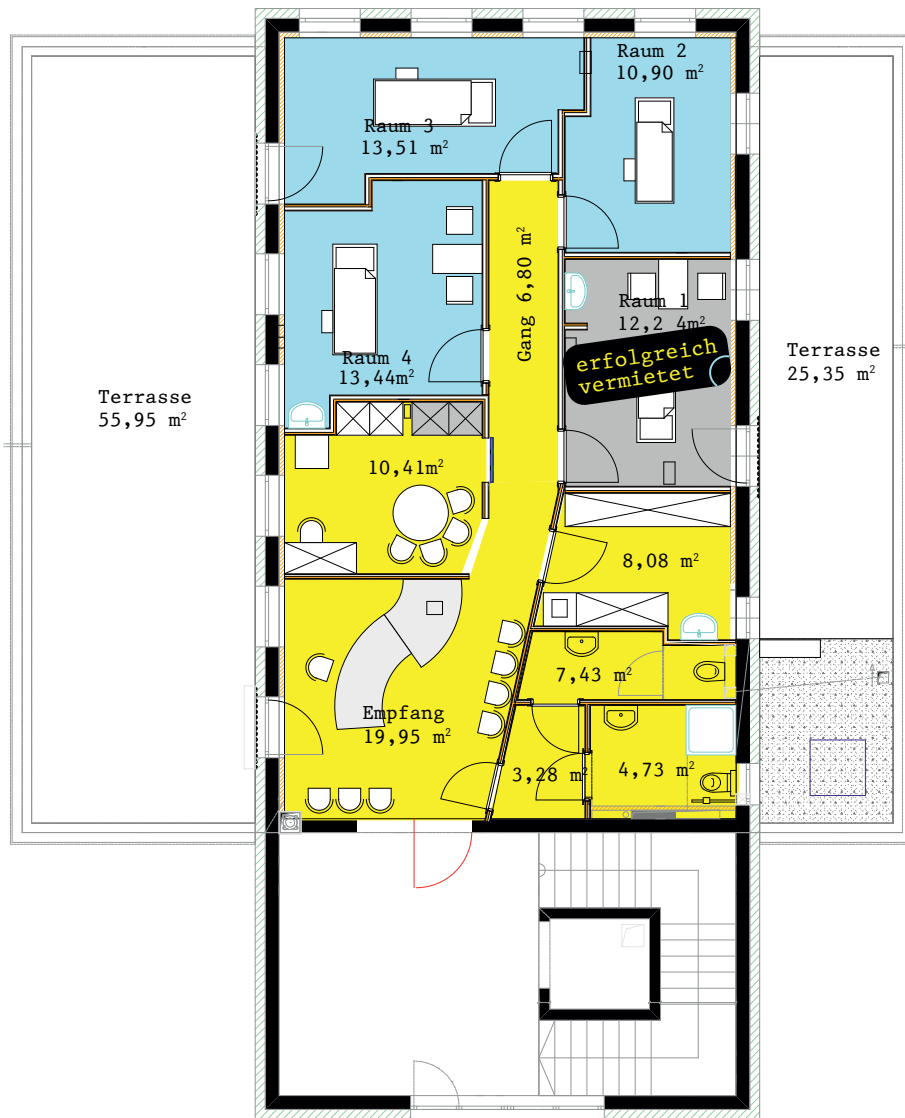 Raum 2
10,90 m²
Raum 3
13,51 m²
Gang 6,80 m²
Raum 1
12,2 4m²
erfolgreich
vermietet
Raum 4
13,44m²
Terrasse
25,35 m²
Terrasse
55,95 m²
10,41m²
8,08 m²
7,43 m²
Empfang
19,95 m²
3,28 m²
4,73 m²